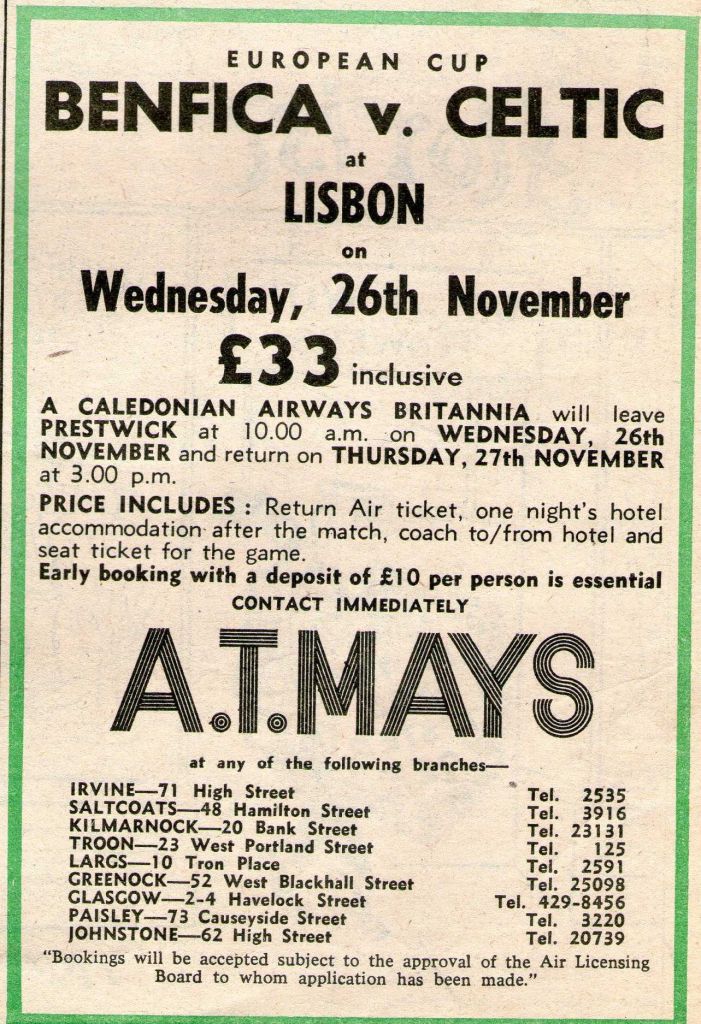 EUROPEAN CUP
BENFICA v. CELTIC
at
LISBON
on
Wednesday, 26th November
£33 inclusive
A CALEDONIAN AIRWAYS BRITANNIA will leave
PRESTWICK at 10.00 a.m. on WEDNESDAY, 26th
NOVEMBER and return on THURSDAY, 27th NOVEMBER
at 3.00 p.m.
PRICE INCLUDES : Return Air ticket, one night's hotel
accommodation after the match, coach to/from hotel and
seat ticket for the game.
Early booking with a deposit of £10 per person is essential
CONTACT IMMEDIATELY
A.T.MAYS
at any of the following branches—
IRVINE—71 High Street Tel. 2535
SALTCOATS—48 Hamilton Street Tel. 3916
KILMARNOCK—20 Bank Street Tel. 23131
TROON—23 West Portland Street Tel. 125
LARGS—10 Tron Place Tel. 2591
GREENOCK—52 West Blackhall Street Tel. 25098
GLASGOW—2-4 Havelock Street Tel. 429-8456
PAISLEY—73 Causeyside Street Tel. 3220
JOHNSTONE—62 High Street Tel. 20739
"Bookings will be accepted subject to the approval of the Air Licensing
Board to whom application has been made."